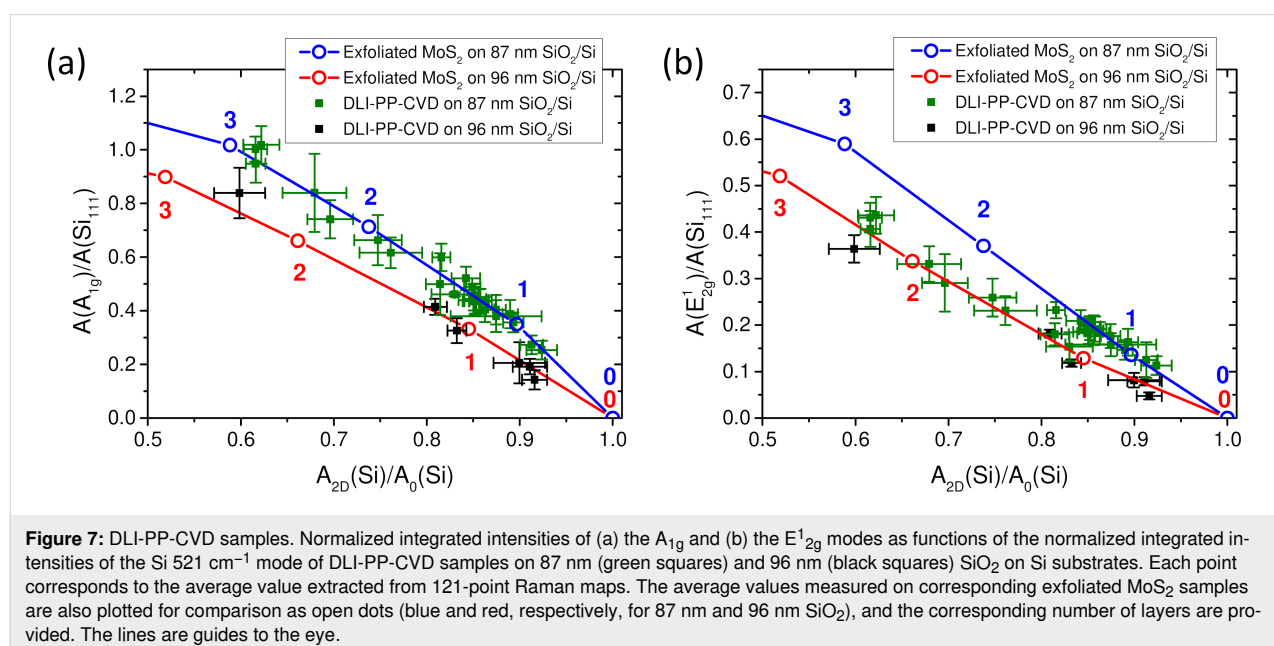 (a)
Exfoliated MoS₂ on 87 nm SiO₂/Si
Exfoliated MoS₂ on 96 nm SiO₂/Si
DLI-PP-CVD on 87 nm SiO₂/Si
DLI-PP-CVD on 96 nm SiO₂/Si
A(A₁g)/A(Si₁₁₁)
1.2
1.0
0.8
0.6
0.4
0.2
0.0
3
2
1
0
3
2
1
0
0.5 0.6 0.7 0.8 0.9 1.0
A₂D(Si)/A₀(Si)
(b)
Exfoliated MoS₂ on 87 nm SiO₂/Si
Exfoliated MoS₂ on 96 nm SiO₂/Si
DLI-PP-CVD on 87 nm SiO₂/Si
DLI-PP-CVD on 96 nm SiO₂/Si
A(E¹₂g)/A(Si₁₁₁)
0.7
0.6
0.5
0.4
0.3
0.2
0.1
0.0
3
2
1
0
3
2
1
0
0.5 0.6 0.7 0.8 0.9 1.0
A₂D(Si)/A₀(Si)
Figure 7: DLI-PP-CVD samples. Normalized integrated intensities of (a) the A₁g and (b) the E¹₂g modes as functions of the normalized integrated in-
tensities of the Si 521 cm⁻¹ mode of DLI-PP-CVD samples on 87 nm (green squares) and 96 nm (black squares) SiO₂ on Si substrates. Each point
corresponds to the average value extracted from 121-point Raman maps. The average values measured on corresponding exfoliated MoS₂ samples
are also plotted for comparison as open dots (blue and red, respectively, for 87 nm and 96 nm SiO₂), and the corresponding number of layers are pro-
vided. The lines are guides to the eye.